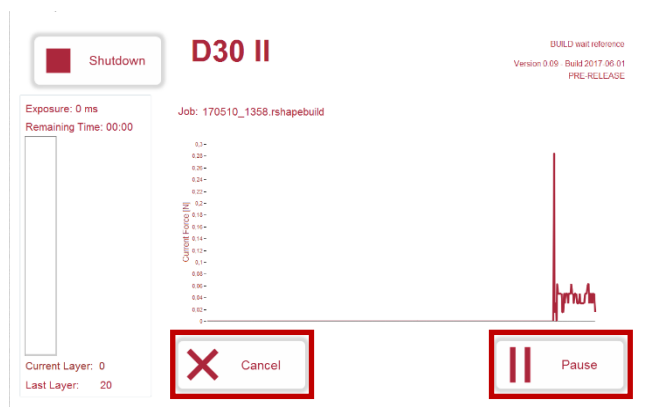 Shutdown
D30 II
BUILD wait reference
Version 0.09 - Build 2017-06-01
PRE-RELEASE
Exposure: 0 ms
Remaining Time: 00:00
Job: 170510_1358.rshapebuild
Current Force [N]
0,3
0.28
0.26
0.24
0.22
0,2
0.18
0.16
0.14
0.12
0,1
0.08
0.06
0.04
0.02
0
Cancel
Pause
Current Layer: 0
Last Layer: 20